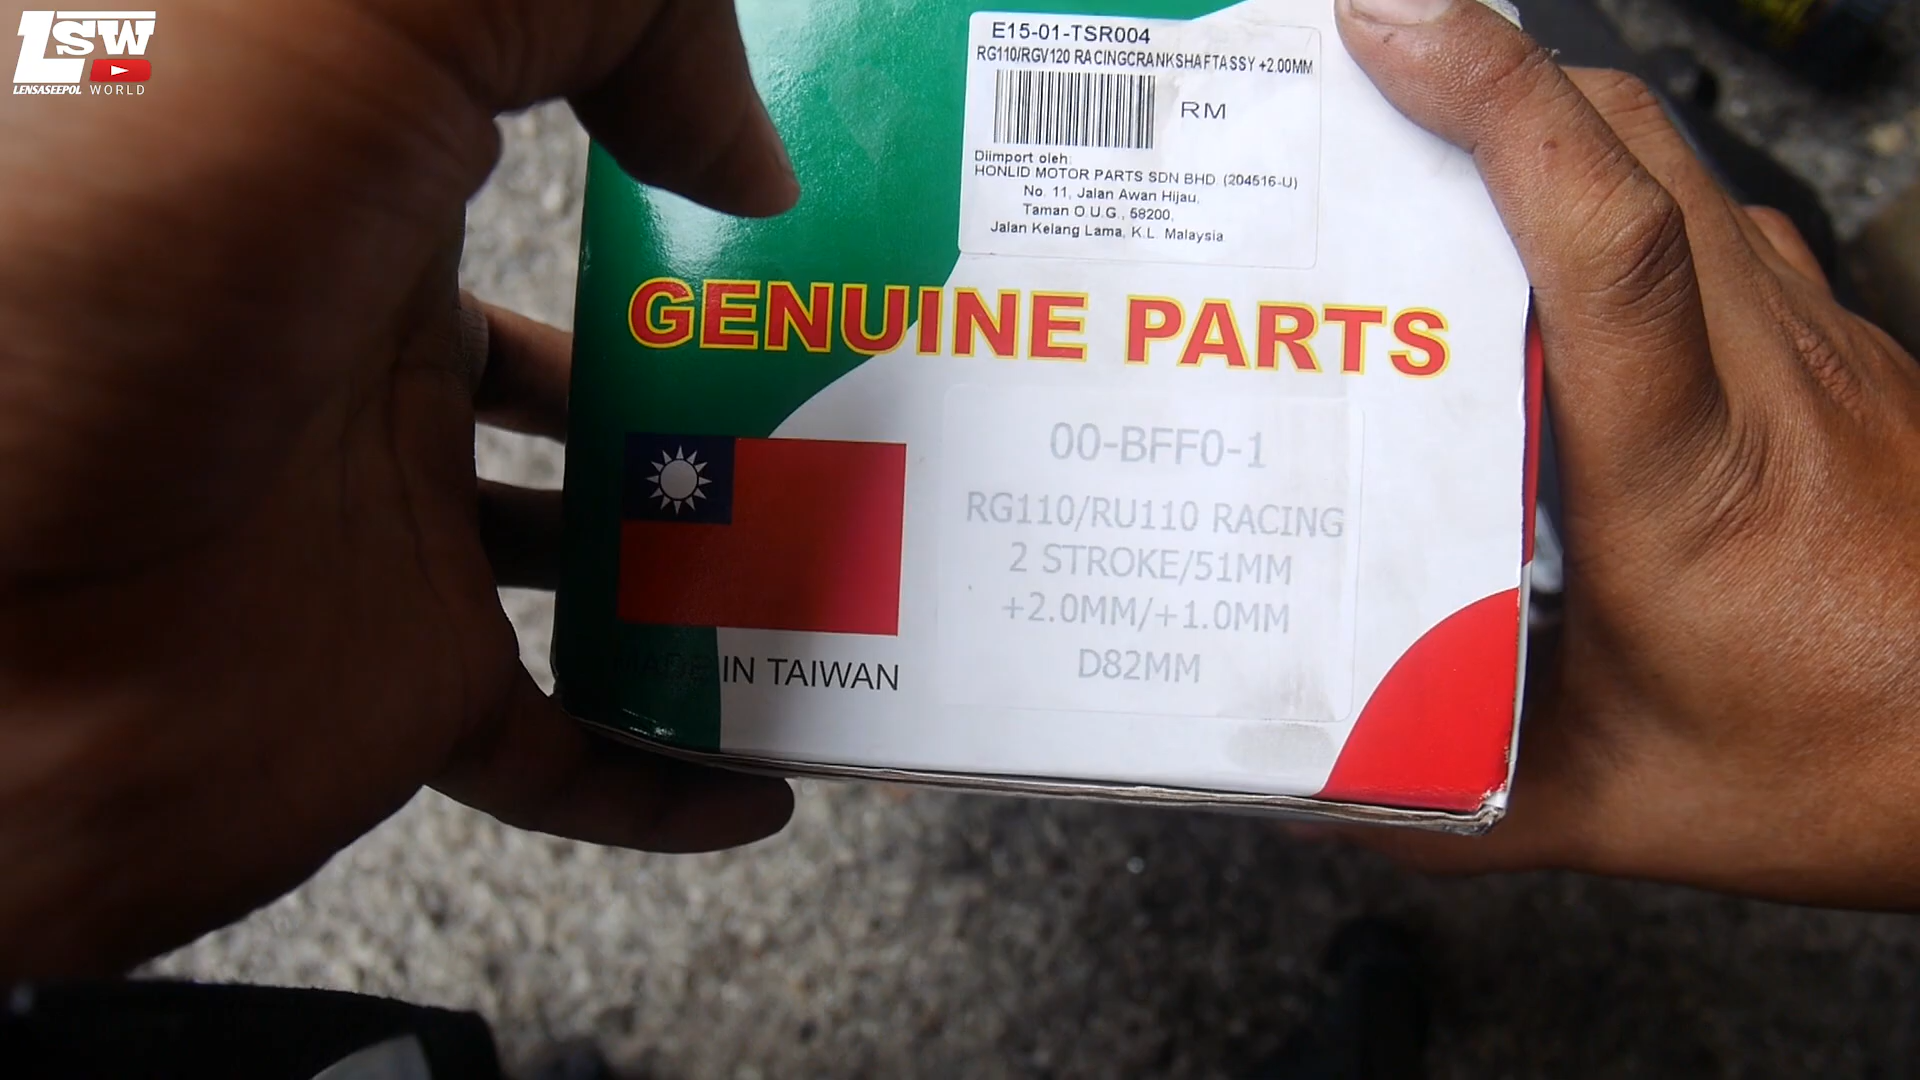 LSW
LENSASEEPOL WORLD
E15-01-TSR004
RG110/RGV120 RACINGCRANKSHAFTASSY +2.00MM
RM
Diimport oleh:
HONLID MOTOR PARTS SDN BHD. (204516-U)
No. 11, Jalan Awan Hijau,
Taman O.U.G., 58200,
Jalan Kelang Lama, K.L. Malaysia.
GENUINE PARTS
00-BFF0-1
RG110/RU110 RACING
2 STROKE/51MM
+2.0MM/+1.0MM
D82MM
MADE IN TAIWAN